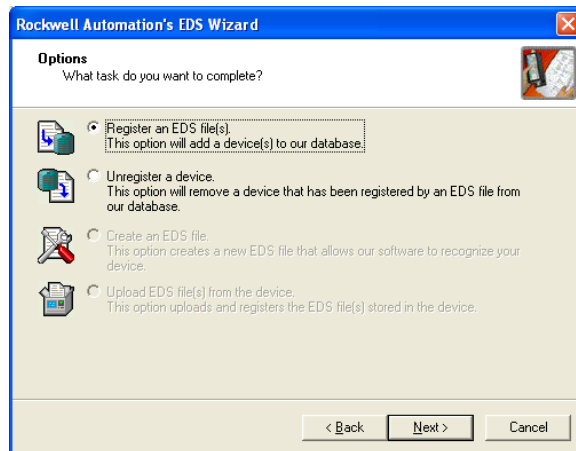 Rockwell Automation's EDS Wizard
Options
What task do you want to complete?
Register an EDS file(s).
This option will add a device(s) to our database.
Unregister a device.
This option will remove a device that has been registered by an EDS file from
our database.
Create an EDS file.
This option creates a new EDS file that allows our software to recognize your
device.
Upload EDS file(s) from the device.
This option uploads and registers the EDS file(s) stored in the device.
< Back Next > Cancel